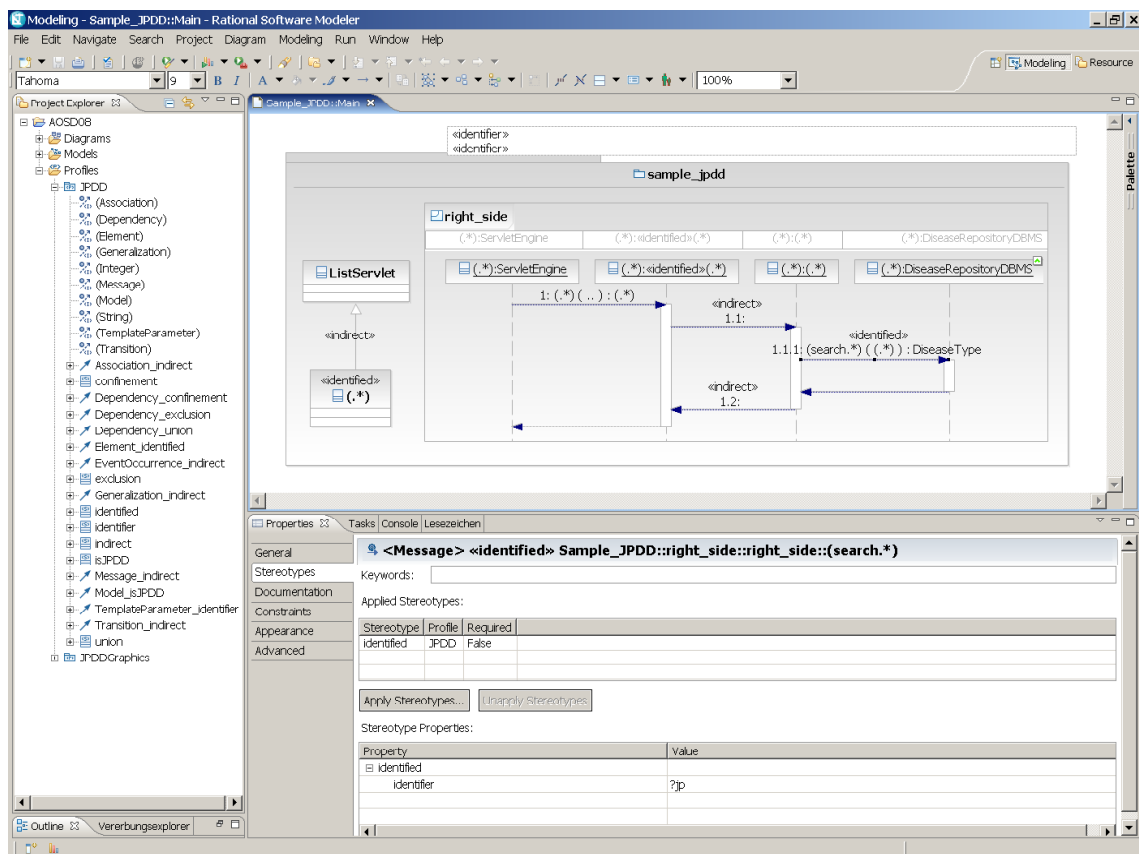 Modeling - Sample_JPDD::Main - Rational Software Modeler
File Edit Navigate Search Project Diagram Modeling Run Window Help
Modeling Resource
Tahoma 9 B I A 100%
Project Explorer
AOSD08
Diagrams
Models
Profiles
JPDD
(Association)
(Dependency)
(Element)
(Generalization)
(Integer)
(Message)
(Model)
(String)
(TemplateParameter)
(Transition)
Association_indirect
confinement
Dependency_confinement
Dependency_exclusion
Dependency_union
Element_identified
EventOccurrence_indirect
exclusion
Generalization_indirect
identified
identifier
indirect
isJPDD
Message_indirect
Model_isJPDD
TemplateParameter_identifier
Transition_indirect
union
JPDDGraphics
Outline Vererbungsexplorer
Sample_JPDD::Main
Palette
«identifier»
«identifier»
sample_jpdd
right_side
(.*):ServletEngine (.*):«identified»(.*) (.*):(.*) (.*):DiseaseRepositoryDBMS
(.*):ServletEngine (.*):«identified»(.*) (.*):(.*) (.*):DiseaseRepositoryDBMS
ListServlet
«indirect»
«identified»
(.*)
1: (.*) ( .. ) : (.*)
«indirect»
1.1:
«identified»
1.1.1: (search.*) ( (.*) ) : DiseaseType
«indirect»
1.2:
Properties Tasks Console Lesezeichen
General
Stereotypes
Documentation
Constraints
Appearance
Advanced
<Message> «identified» Sample_JPDD::right_side::right_side::(search.*)
Keywords:
Applied Stereotypes:
Stereotype Profile Required
identified JPDD False
Apply Stereotypes... Unapply Stereotypes
Stereotype Properties:
Property Value
identified
identifier ?jp